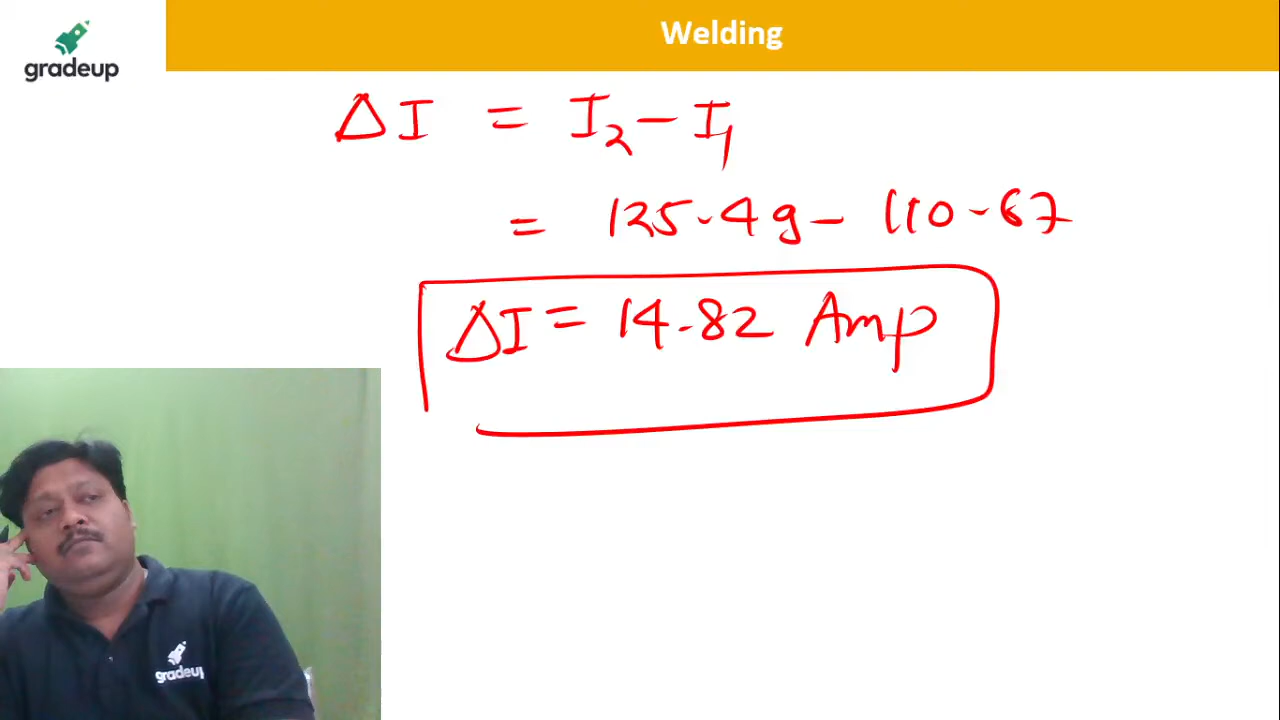 gradeup
Welding
ΔI = I₂ - I₁
= 125.49 - 110.67
ΔI = 14.82 Amp
gradeup